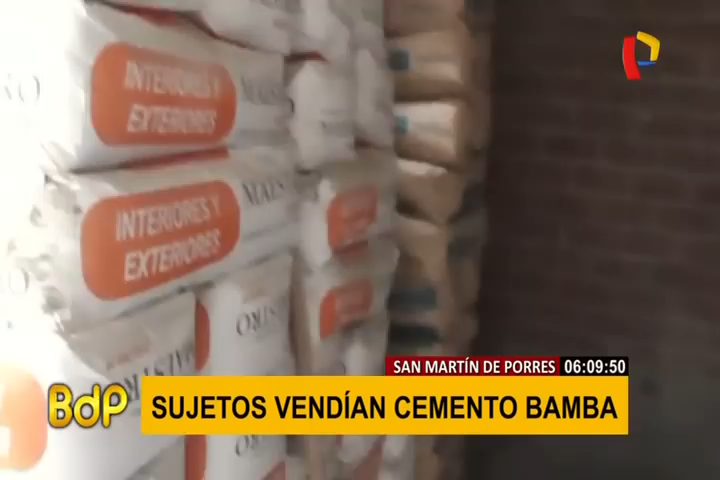 INTERIORES Y
EXTERIORES
INTERIORES Y
EXTERIORES
SAN MARTÍN DE PORRES 06:09:50
BdP SUJETOS VENDÍAN CEMENTO BAMBA